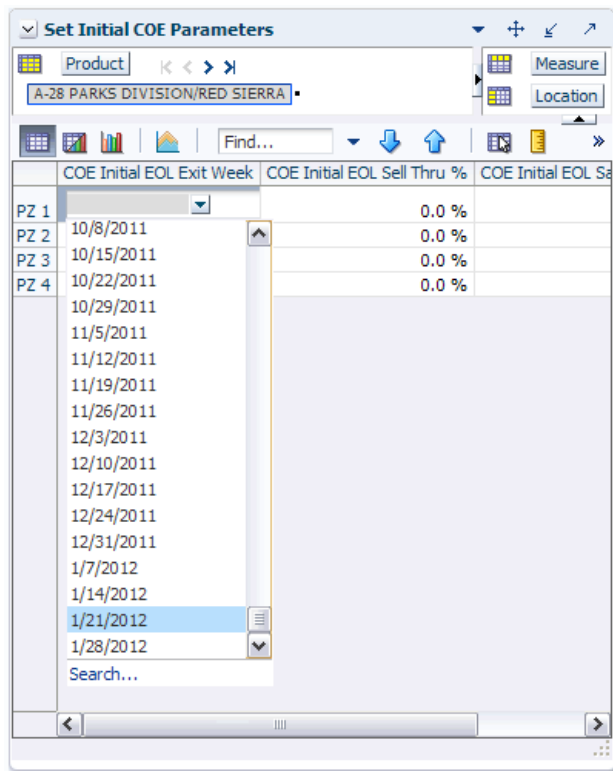 Set Initial COE Parameters
Product
Measure
A-28 PARKS DIVISION/RED SIERRA
Location
Find...
COE Initial EOL Exit Week COE Initial EOL Sell Thru % COE Initial EOL Sa
PZ 1 0.0 %
PZ 2 0.0 %
PZ 3 0.0 %
PZ 4 0.0 %
10/8/2011
10/15/2011
10/22/2011
10/29/2011
11/5/2011
11/12/2011
11/19/2011
11/26/2011
12/3/2011
12/10/2011
12/17/2011
12/24/2011
12/31/2011
1/7/2012
1/14/2012
1/21/2012
1/28/2012
Search...